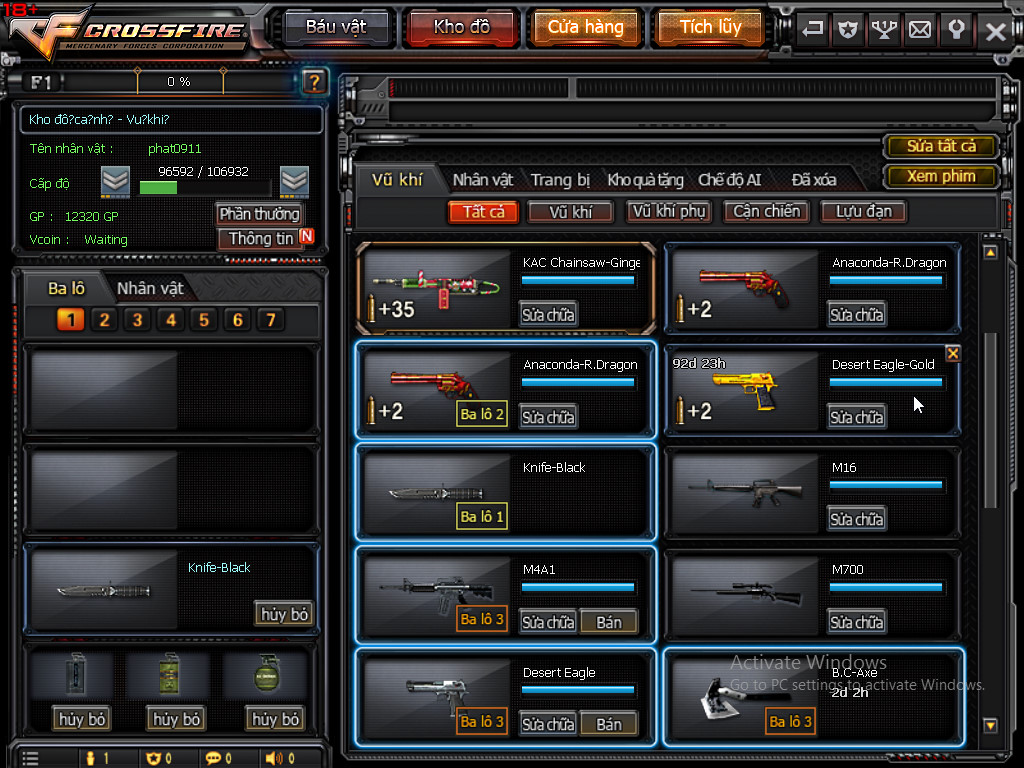 18+
CROSSFIRE
MERCENARY FORCES CORPORATION
Báu vật
Kho đồ
Cửa hàng
Tích lũy
F1
0 %
?
Kho đô?ca?nh? - Vu?khi?
Tên nhân vật : phat0911
Cấp độ
96592 / 106932
GP : 12320 GP
Phần thưởng
Vcoin : Waiting
Thông tin N
Sửa tất cả
Xem phim
Vũ khí
Nhân vật
Trang bị
Kho quà tặng
Chế độ AI
Đã xóa
Tất cả
Vũ khí
Vũ khí phụ
Cận chiến
Lựu đạn
Ba lô
Nhân vật
1 2 3 4 5 6 7
Knife-Black
hủy bỏ
hủy bỏ
hủy bỏ
hủy bỏ
1
0
0
0
KAC Chainsaw-Ginge
+35
Sửa chữa
Anaconda-R.Dragon
+2
Sửa chữa
Anaconda-R.Dragon
+2
Ba lô 2
Sửa chữa
92d 23h
Desert Eagle-Gold
+2
Sửa chữa
Knife-Black
Ba lô 1
M16
Sửa chữa
M4A1
Ba lô 3
Sửa chữa
Bán
M700
Sửa chữa
Desert Eagle
Ba lô 3
Sửa chữa
Bán
B.C-Axe
2d 2h
Ba lô 3
Activate Windows
Go to PC settings to activate Windows.